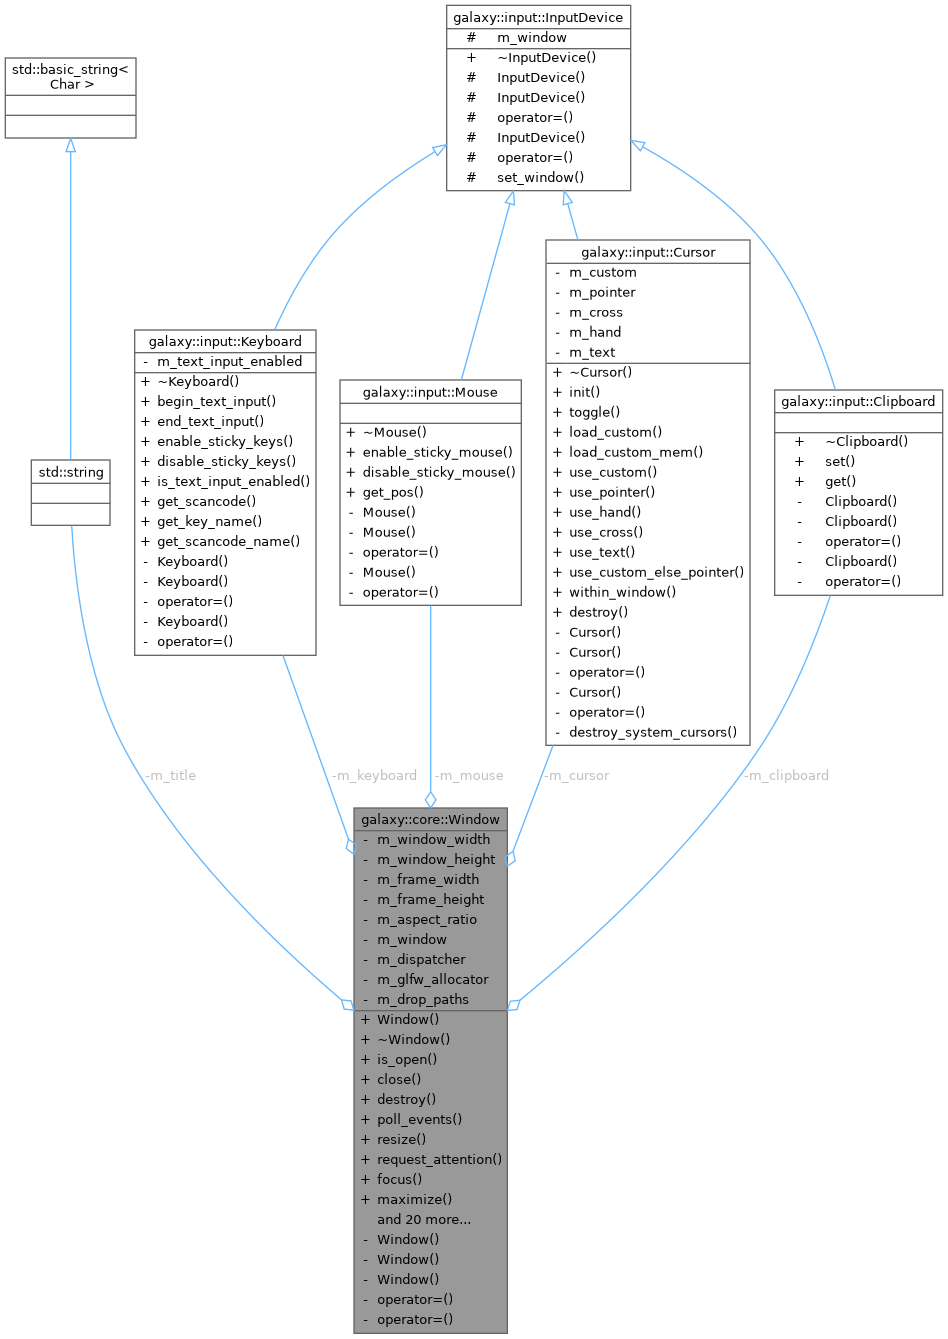 galaxy::input::InputDevice
# m_window
+ ~InputDevice()
# InputDevice()
# InputDevice()
# operator=()
# InputDevice()
# operator=()
# set_window()
std::basic_string<
Char >
galaxy::input::Cursor
- m_custom
- m_pointer
- m_cross
- m_hand
- m_text
+ ~Cursor()
+ init()
+ toggle()
+ load_custom()
+ load_custom_mem()
+ use_custom()
+ use_pointer()
+ use_hand()
+ use_cross()
+ use_text()
+ use_custom_else_pointer()
+ within_window()
+ destroy()
- Cursor()
- Cursor()
- operator=()
- Cursor()
- operator=()
- destroy_system_cursors()
galaxy::input::Keyboard
- m_text_input_enabled
+ ~Keyboard()
+ begin_text_input()
+ end_text_input()
+ enable_sticky_keys()
+ disable_sticky_keys()
+ is_text_input_enabled()
+ get_scancode()
+ get_key_name()
+ get_scancode_name()
- Keyboard()
- Keyboard()
- operator=()
- Keyboard()
- operator=()
galaxy::input::Mouse
+ ~Mouse()
+ enable_sticky_mouse()
+ disable_sticky_mouse()
+ get_pos()
- Mouse()
- Mouse()
- operator=()
- Mouse()
- operator=()
galaxy::input::Clipboard
+ ~Clipboard()
+ set()
+ get()
- Clipboard()
- Clipboard()
- operator=()
- Clipboard()
- operator=()
std::string
-m_title
-m_keyboard
-m_mouse
-m_cursor
-m_clipboard
galaxy::core::Window
- m_window_width
- m_window_height
- m_frame_width
- m_frame_height
- m_aspect_ratio
- m_window
- m_dispatcher
- m_glfw_allocator
- m_drop_paths
+ Window()
+ ~Window()
+ is_open()
+ close()
+ destroy()
+ poll_events()
+ resize()
+ request_attention()
+ focus()
+ maximize()
and 20 more...
- Window()
- Window()
- Window()
- operator=()
- operator=()